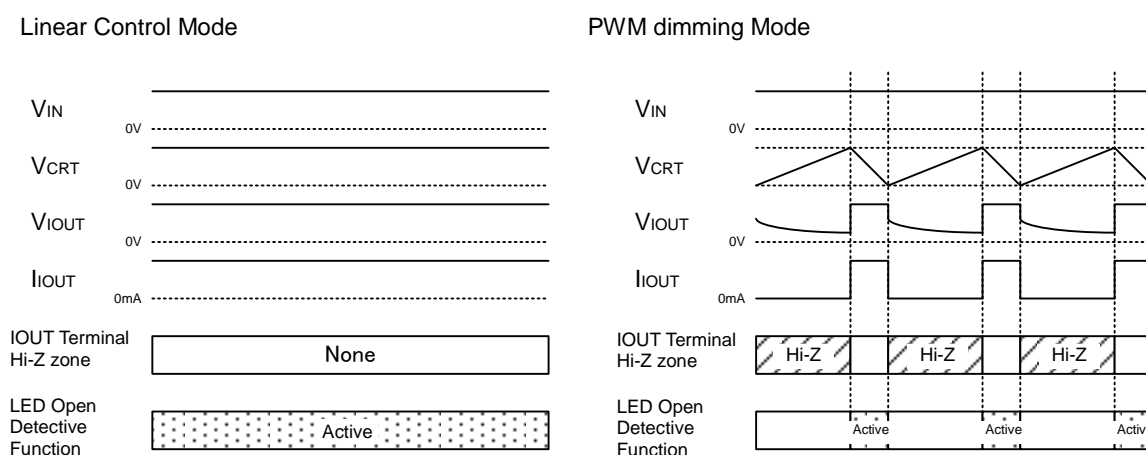 Linear Control Mode
VIN
0V
VCRT
0V
VIOUT
0V
IIOUT
0mA
IOUT Terminal
Hi-Z zone
None
LED Open
Detective
Function
Active
PWM dimming Mode
VIN
0V
VCRT
VIOUT
0V
IIOUT
0mA
IOUT Terminal
Hi-Z zone
Hi-Z Hi-Z Hi-Z
LED Open
Detective
Function
Active Active Activ